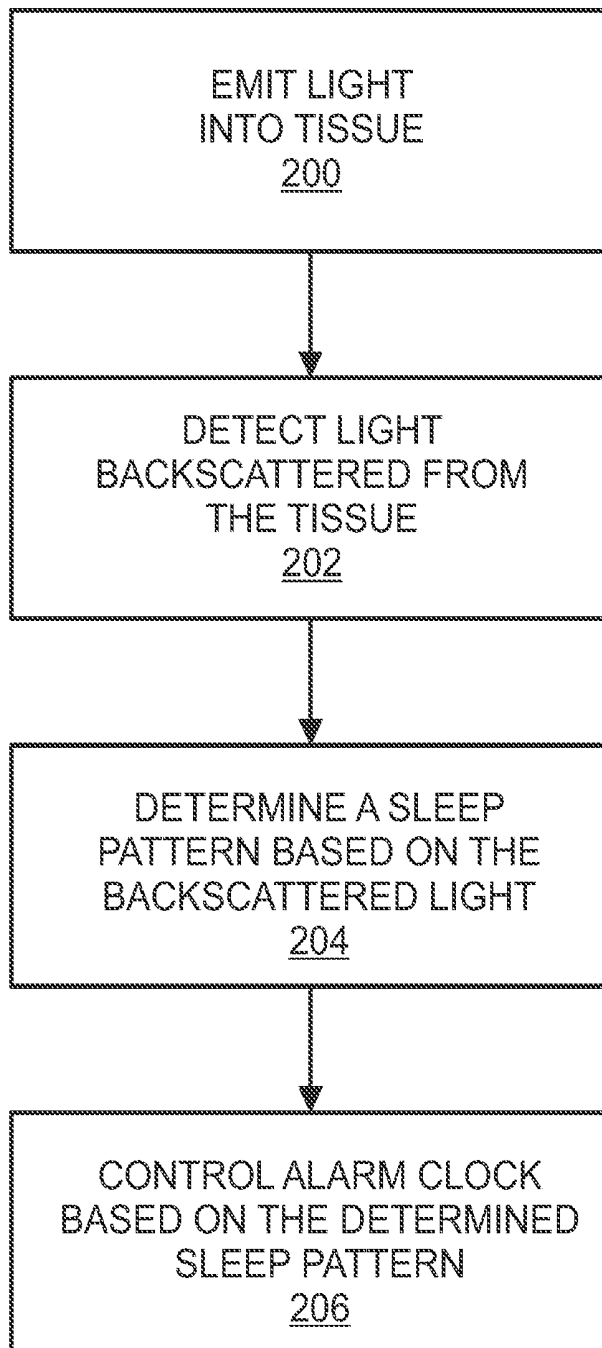 EMIT LIGHT
INTO TISSUE
200
DETECT LIGHT
BACKSCATTERED FROM
THE TISSUE
202
DETERMINE A SLEEP
PATTERN BASED ON THE
BACKSCATTERED LIGHT
204
CONTROL ALARM CLOCK
BASED ON THE DETERMINED
SLEEP PATTERN
206